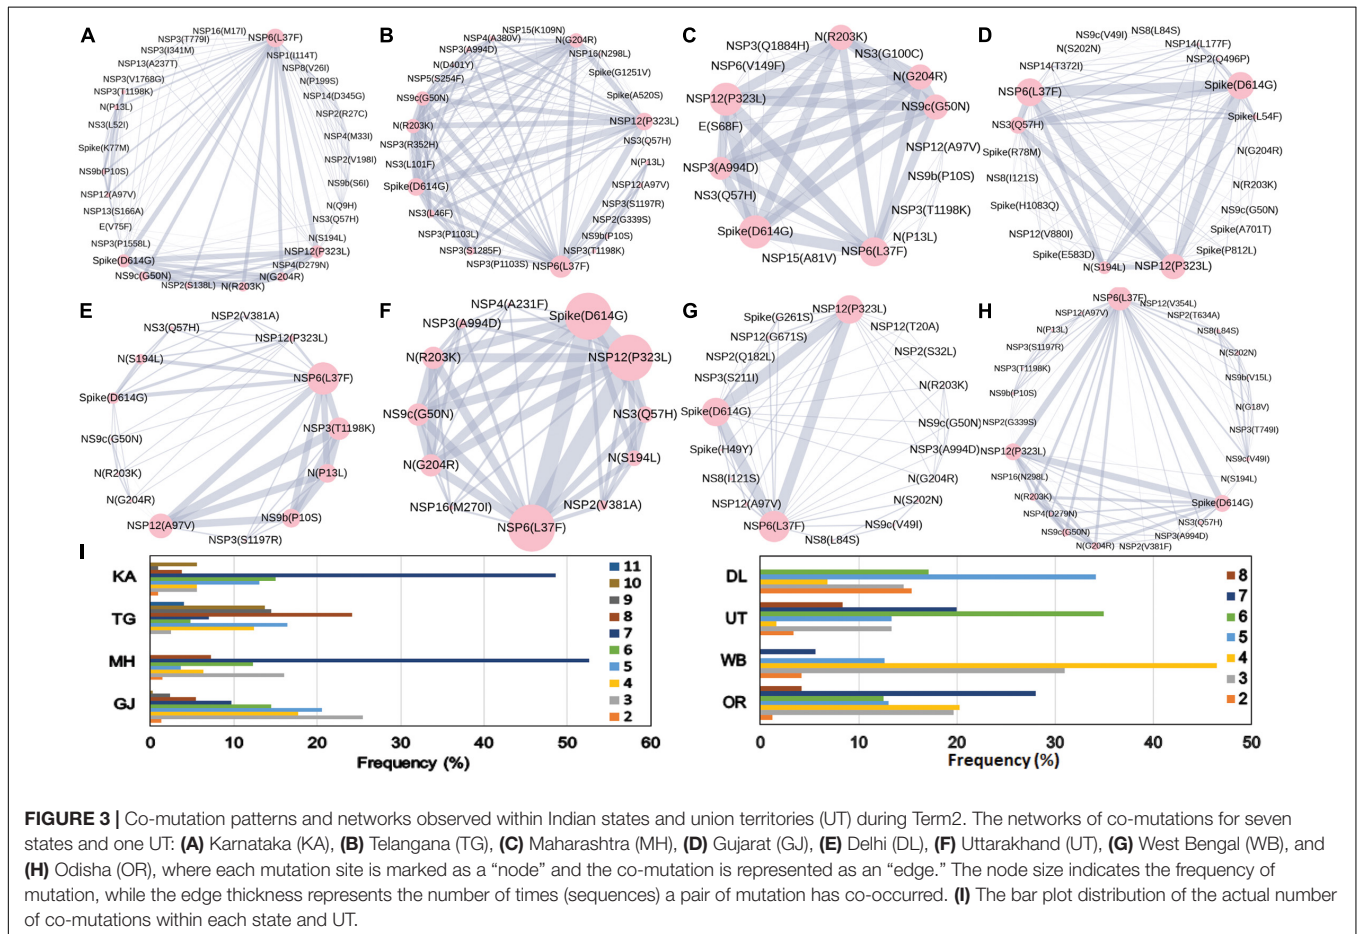 A
NSP16(M17I)
NSP3(T779I)
NSP6(L37F)
NSP3(I341M)
NSP1(I114T)
NSP13(A237T)
NSP8(V26I)
NSP3(V1768G)
N(P199S)
NSP3(T1198K)
NSP14(D345G)
N(P13L)
NSP2(R27C)
NS3(L52I)
NSP4(M33I)
Spike(K77M)
NSP2(V198I)
NS9b(P10S)
NS9b(S6I)
NSP12(A97V)
N(Q9H)
NSP13(S166A)
NS3(Q57H)
E(V75F)
N(S194L)
NSP3(P1558L)
NSP12(P323L)
Spike(D614G)
NSP4(D279N)
NS9c(G50N)
N(G204R)
NSP2(S138L)
N(R203K)
B
NSP15(K109N)
NSP4(A380V)
N(G204R)
NSP3(A994D)
NSP16(N298L)
N(D401Y)
Spike(G1251V)
NSP5(S254F)
Spike(A520S)
NS9c(G50N)
NSP12(P323L)
N(R203K)
NS3(Q57H)
NSP3(R352H)
N(P13L)
NS3(L101F)
NSP12(A97V)
Spike(D614G)
NSP3(S1197R)
NS3(L46F)
NSP2(G339S)
NSP3(P1103L)
NS9b(P10S)
NSP3(S1285F)
NSP3(T1198K)
NSP3(P1103S)
NSP6(L37F)
C
N(R203K)
NSP3(Q1884H)
NS3(G100C)
NSP6(V149F)
N(G204R)
NSP12(P323L)
NS9c(G50N)
E(S68F)
NSP12(A97V)
NSP3(A994D)
NS9b(P10S)
NS3(Q57H)
NSP3(T1198K)
Spike(D614G)
N(P13L)
NSP15(A81V)
NSP6(L37F)
D
NS9c(V49I)
NS8(L84S)
N(S202N)
NSP14(L177F)
NSP14(T372I)
NSP2(Q496P)
NSP6(L37F)
Spike(D614G)
NS3(Q57H)
Spike(L54F)
Spike(R78M)
N(G204R)
NS8(I121S)
N(R203K)
Spike(H1083Q)
NS9c(G50N)
NSP12(V880I)
Spike(A701T)
Spike(E583D)
Spike(P812L)
N(S194L)
NSP12(P323L)
E
NSP2(V381A)
NS3(Q57H)
NSP12(P323L)
N(S194L)
NSP6(L37F)
Spike(D614G)
NSP3(T1198K)
NS9c(G50N)
N(R203K)
N(P13L)
N(G204R)
NS9b(P10S)
NSP12(A97V)
NSP3(S1197R)
F
NSP4(A231F)
Spike(D614G)
NSP3(A994D)
N(R203K)
NSP12(P323L)
NS9c(G50N)
NS3(Q57H)
N(G204R)
N(S194L)
NSP16(M270I)
NSP2(V381A)
NSP6(L37F)
G
NSP12(P323L)
Spike(G261S)
NSP12(T20A)
NSP12(G671S)
NSP2(S32L)
NSP2(Q182L)
N(R203K)
NSP3(S211I)
NS9c(G50N)
Spike(D614G)
NSP3(A994D)
Spike(H49Y)
N(G204R)
NS8(I121S)
N(S202N)
NSP12(A97V)
NS9c(V49I)
NSP6(L37F)
NS8(L84S)
H
NSP6(L37F)
NSP12(V354L)
NSP12(A97V)
NSP2(T634A)
N(P13L)
NS8(L84S)
NSP3(S1197R)
N(S202N)
NSP3(T1198K)
NS9b(V15L)
NS9b(P10S)
N(G18V)
NSP2(G339S)
NSP3(T749I)
NSP12(P323L)
NS9c(V49I)
NSP16(N298L)
N(S194L)
N(R203K)
Spike(D614G)
NSP4(D279N)
NS3(Q57H)
NS9c(G50N)
NSP3(A994D)
N(G204R)
NSP2(V381F)
I
KA
TG
MH
GJ
11
10
9
8
7
6
5
4
3
2
0 10 20 30 40 50 60
Frequency (%)
DL
UT
WB
OR
8
7
6
5
4
3
2
0 10 20 30 40 50
Frequency (%)
FIGURE 3 | Co-mutation patterns and networks observed within Indian states and union territories (UT) during Term2. The networks of co-mutations for seven
states and one UT: (A) Karnataka (KA), (B) Telangana (TG), (C) Maharashtra (MH), (D) Gujarat (GJ), (E) Delhi (DL), (F) Uttarakhand (UT), (G) West Bengal (WB), and
(H) Odisha (OR), where each mutation site is marked as a “node” and the co-mutation is represented as an “edge.” The node size indicates the frequency of
mutation, while the edge thickness represents the number of times (sequences) a pair of mutation has co-occurred. (I) The bar plot distribution of the actual number
of co-mutations within each state and UT.